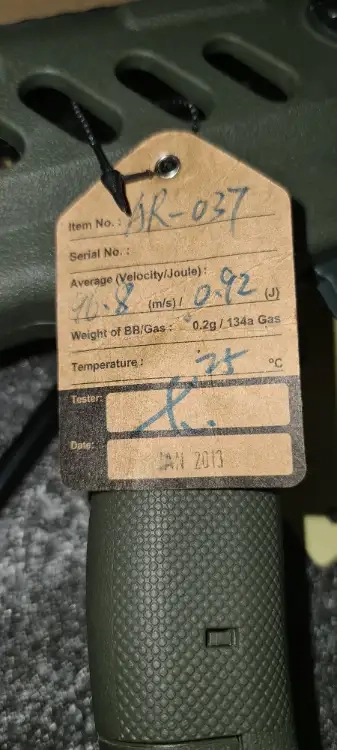 Item No. : AR-037
Serial No. :
Average (Velocity/Joule) :
96.8 (m/s) / 0.92 (J)
Weight of BB/Gas : 0.2g / 134a Gas
Temperature : 25 °C
Tester:
Date: JAN 2013